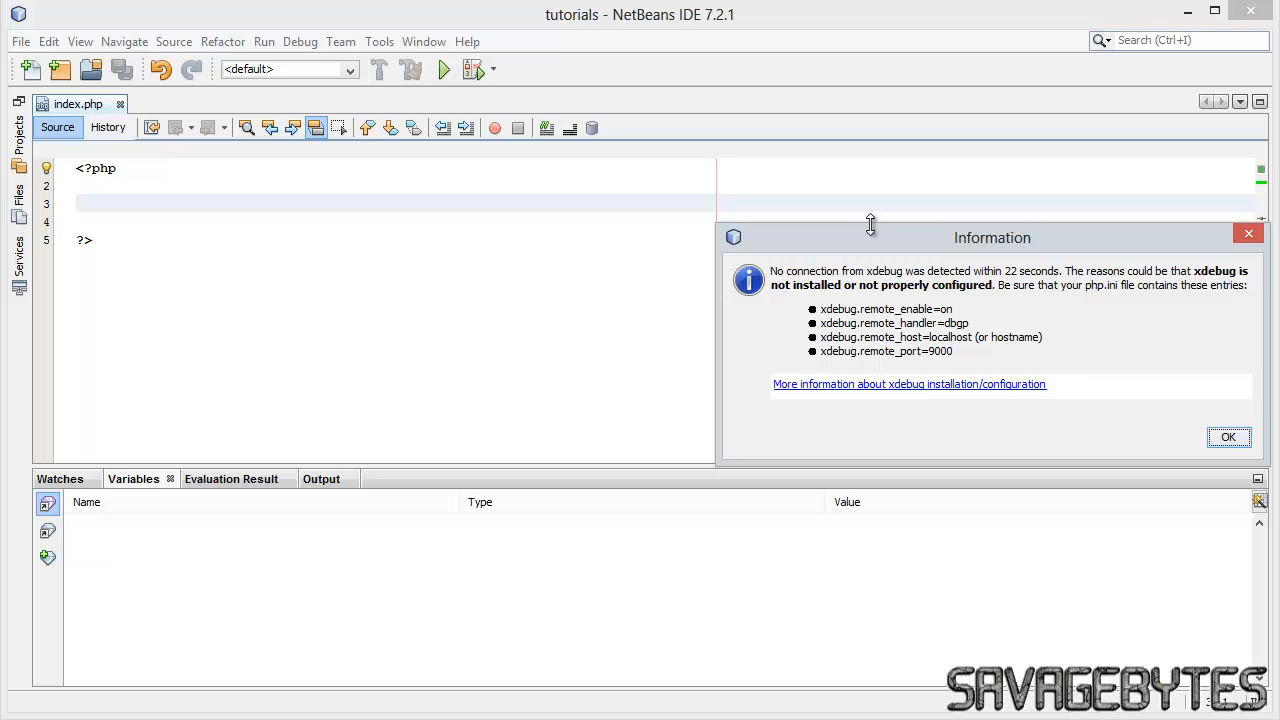 tutorials - NetBeans IDE 7.2.1
File Edit View Navigate Source Refactor Run Debug Team Tools Window Help
Search (Ctrl+I)
<default>
index.php
Source History
Projects
Files
Services
<?php
2
3
4
5 ?>
Information
No connection from xdebug was detected within 22 seconds. The reasons could be that xdebug is
not installed or not properly configured. Be sure that your php.ini file contains these entries:
xdebug.remote_enable=on
xdebug.remote_handler=dbgp
xdebug.remote_host=localhost (or hostname)
xdebug.remote_port=9000
More information about xdebug installation/configuration
OK
Watches Variables Evaluation Result Output
Name Type Value
SAVAGEBYTES